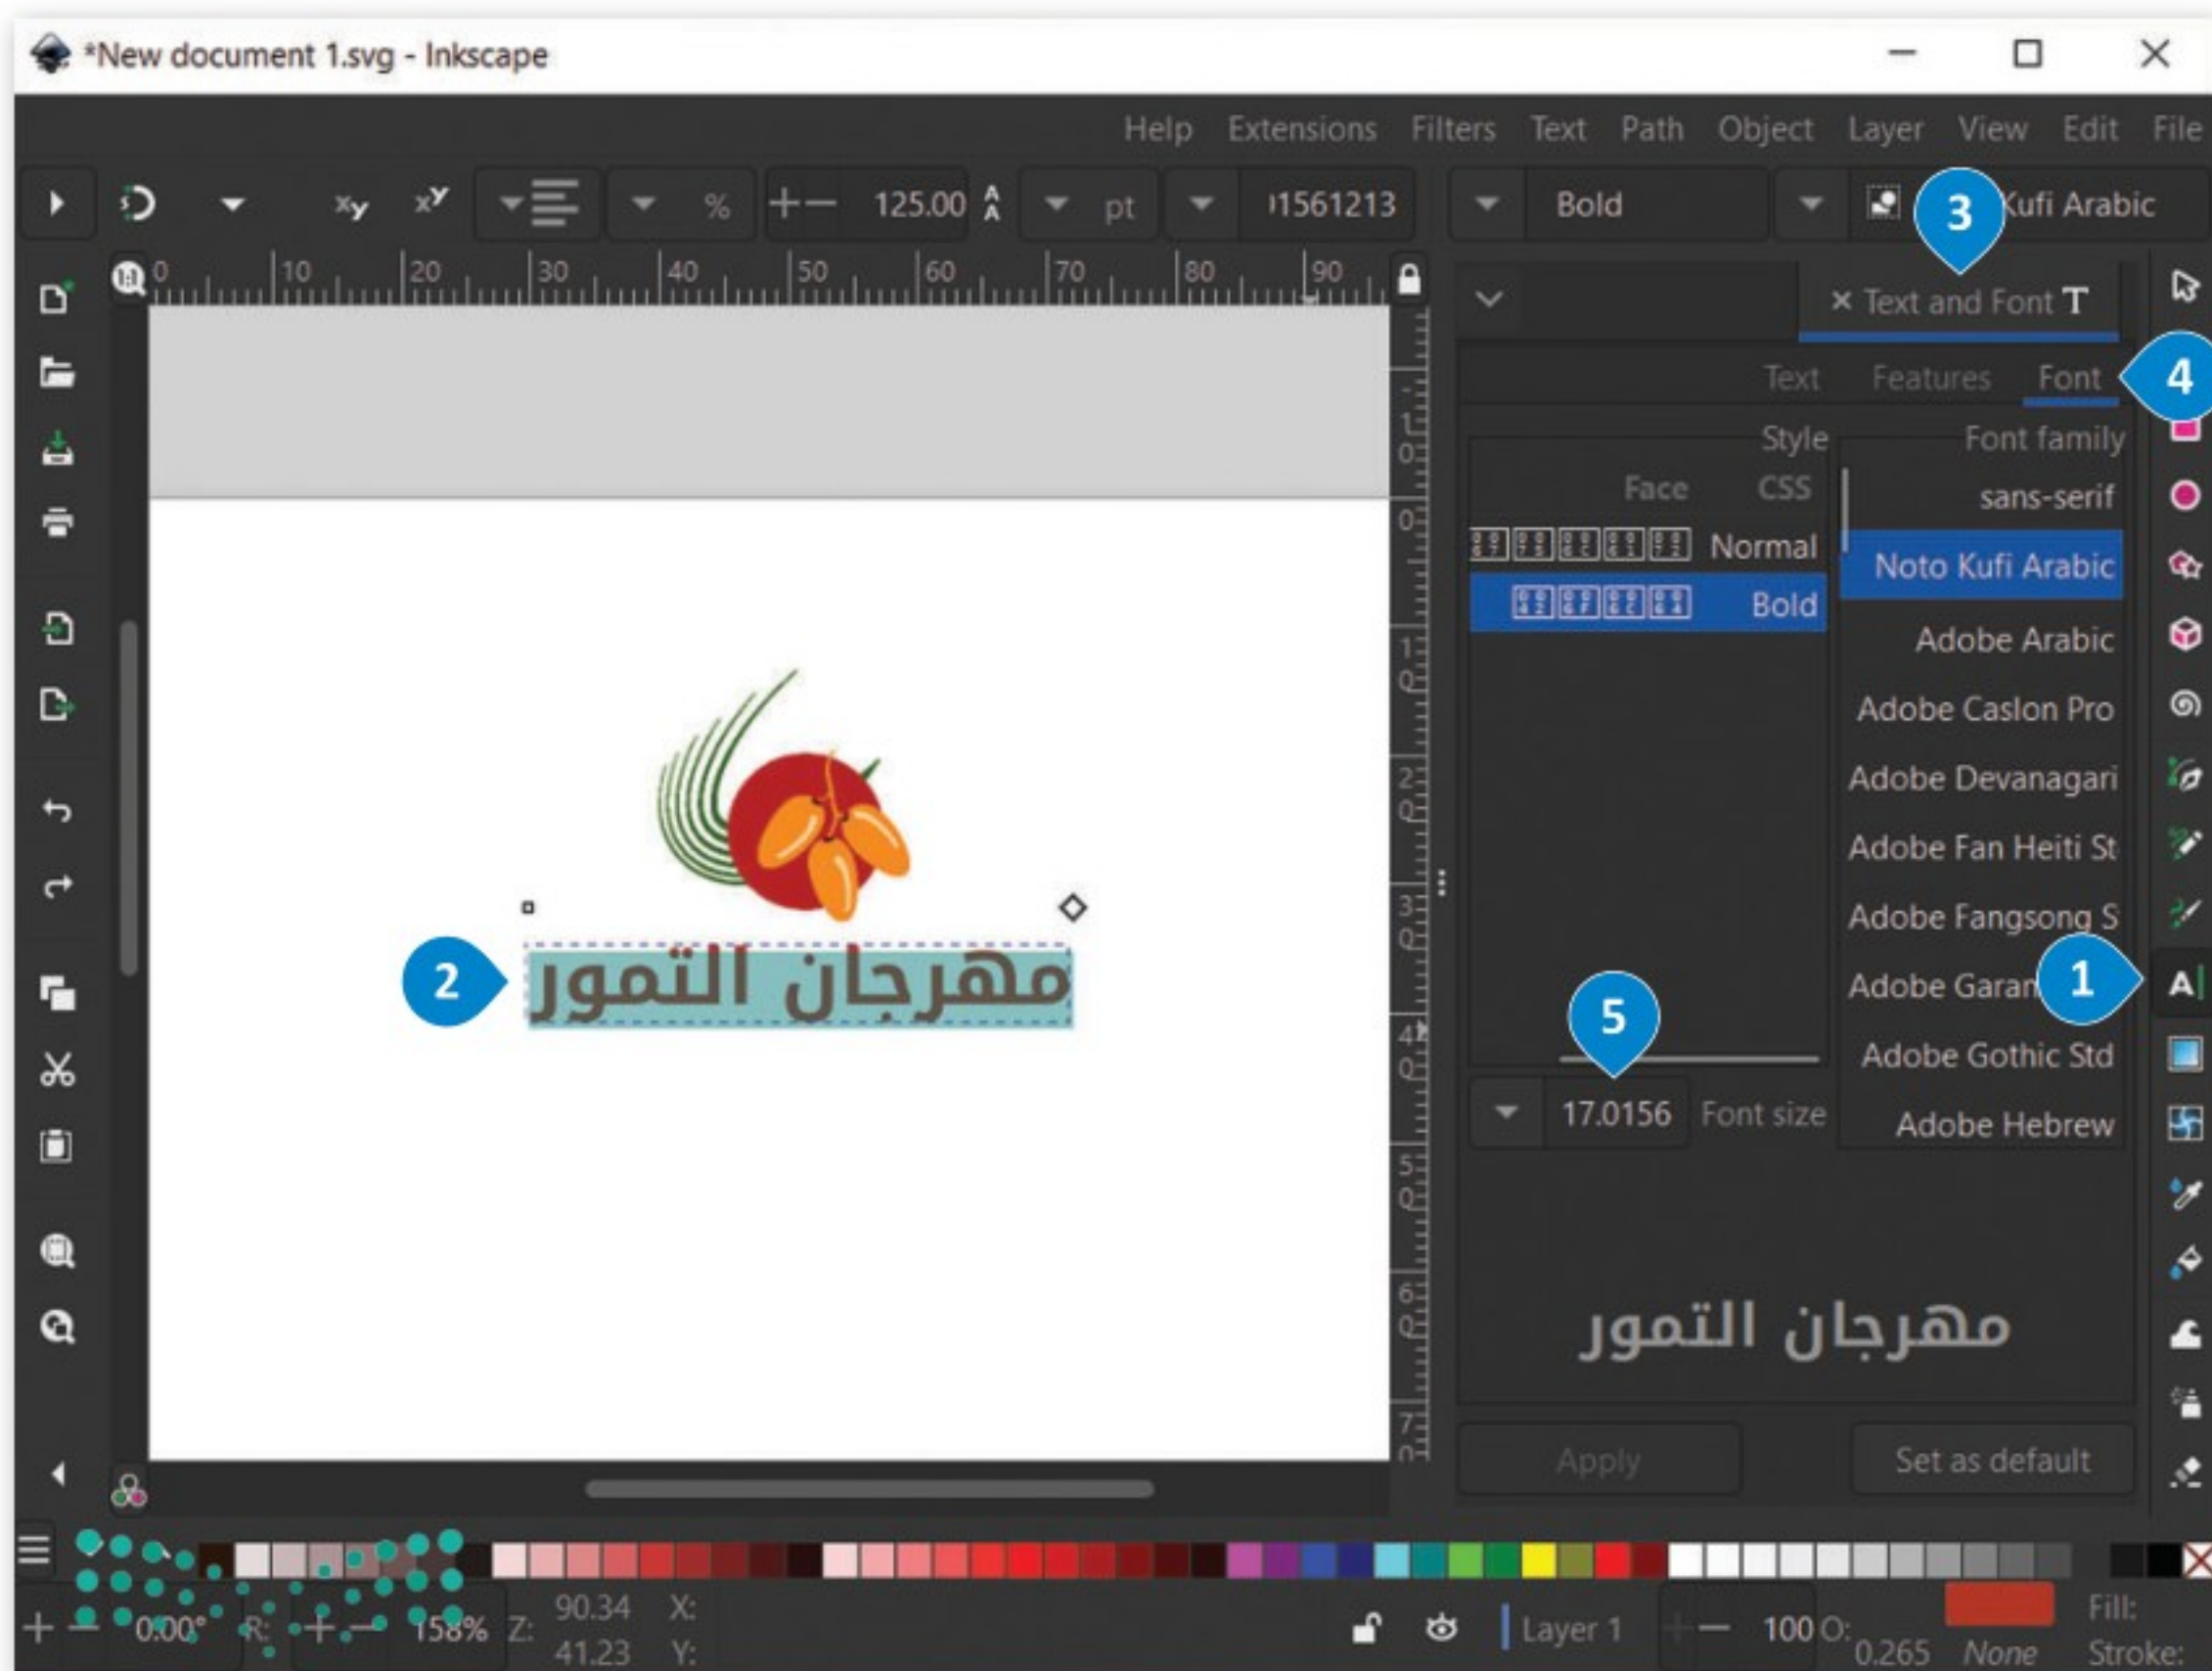 *New document 1.svg - Inkscape
Help Extensions Filters Text Path Object Layer View Edit File
% 125.00 pt 1561213 Bold 3 Kufi Arabic
0 10 20 30 40 50 60 70 80 90
× Text and Font T
Text Features Font 4
Style Font family
Face CSS
sans-serif
Normal
Noto Kufi Arabic
Bold
Adobe Arabic
Adobe Caslon Pro
Adobe Devanagari
Adobe Fan Heiti St
Adobe Fangsong S
2
مهرجان التمور
1
Adobe Garan
5
Adobe Gothic Std
17.0156 Font size
Adobe Hebrew
مهرجان التمور
Apply Set as default
0.00° R: 158% Z: 90.34 X:
41.23 Y:
Layer 1 100 O: 0.265 None
Fill:
Stroke: